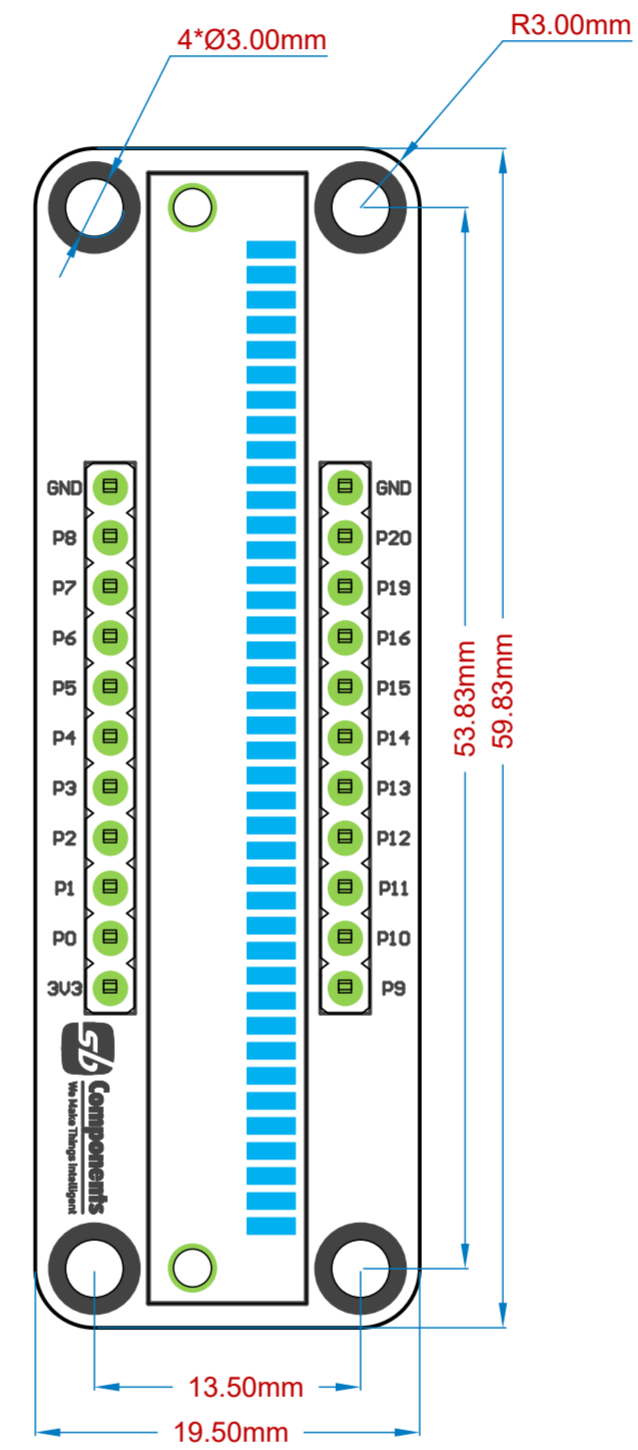 4*Ø3.00mm
R3.00mm
GND
GND
P8
P20
P7
P19
P6
P16
P5
P15
P4
P14
P3
P13
P2
P12
P1
P11
P0
P10
3V3
P9
53.83mm
59.83mm
sb
Components
We Make Things Intelligent
13.50mm
19.50mm